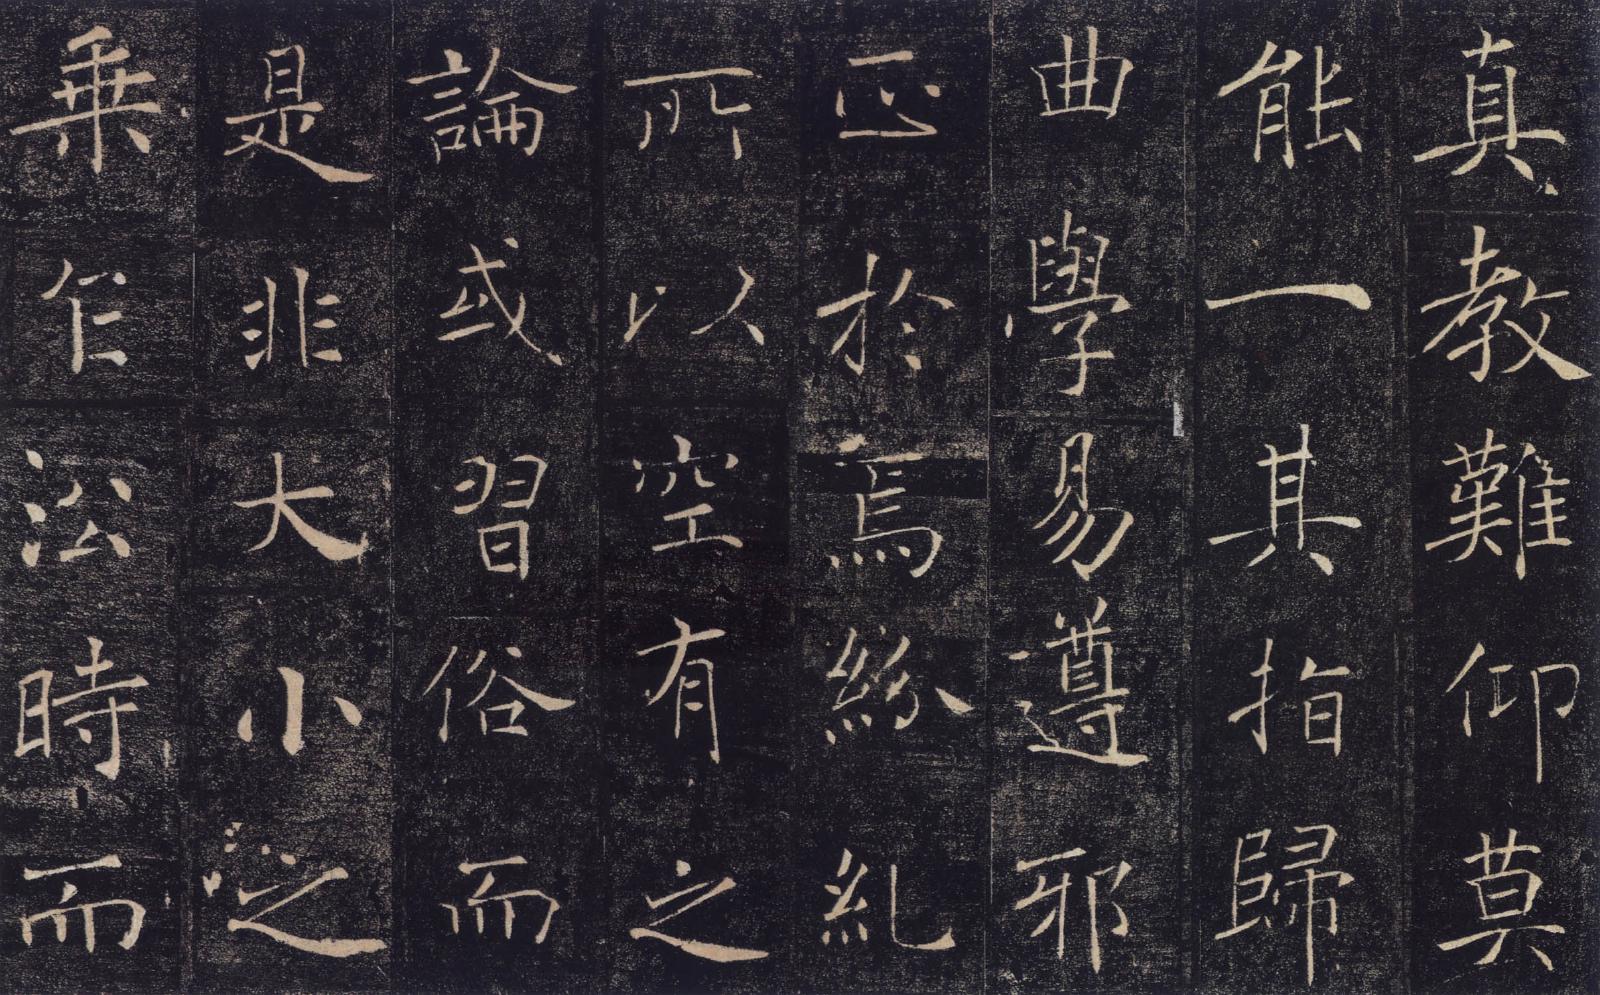 真教難仰莫
能一其指歸
曲學易遵邪
正於焉紛糺
所以空有之
論或習俗而
是非大小之
乗乍沿時而